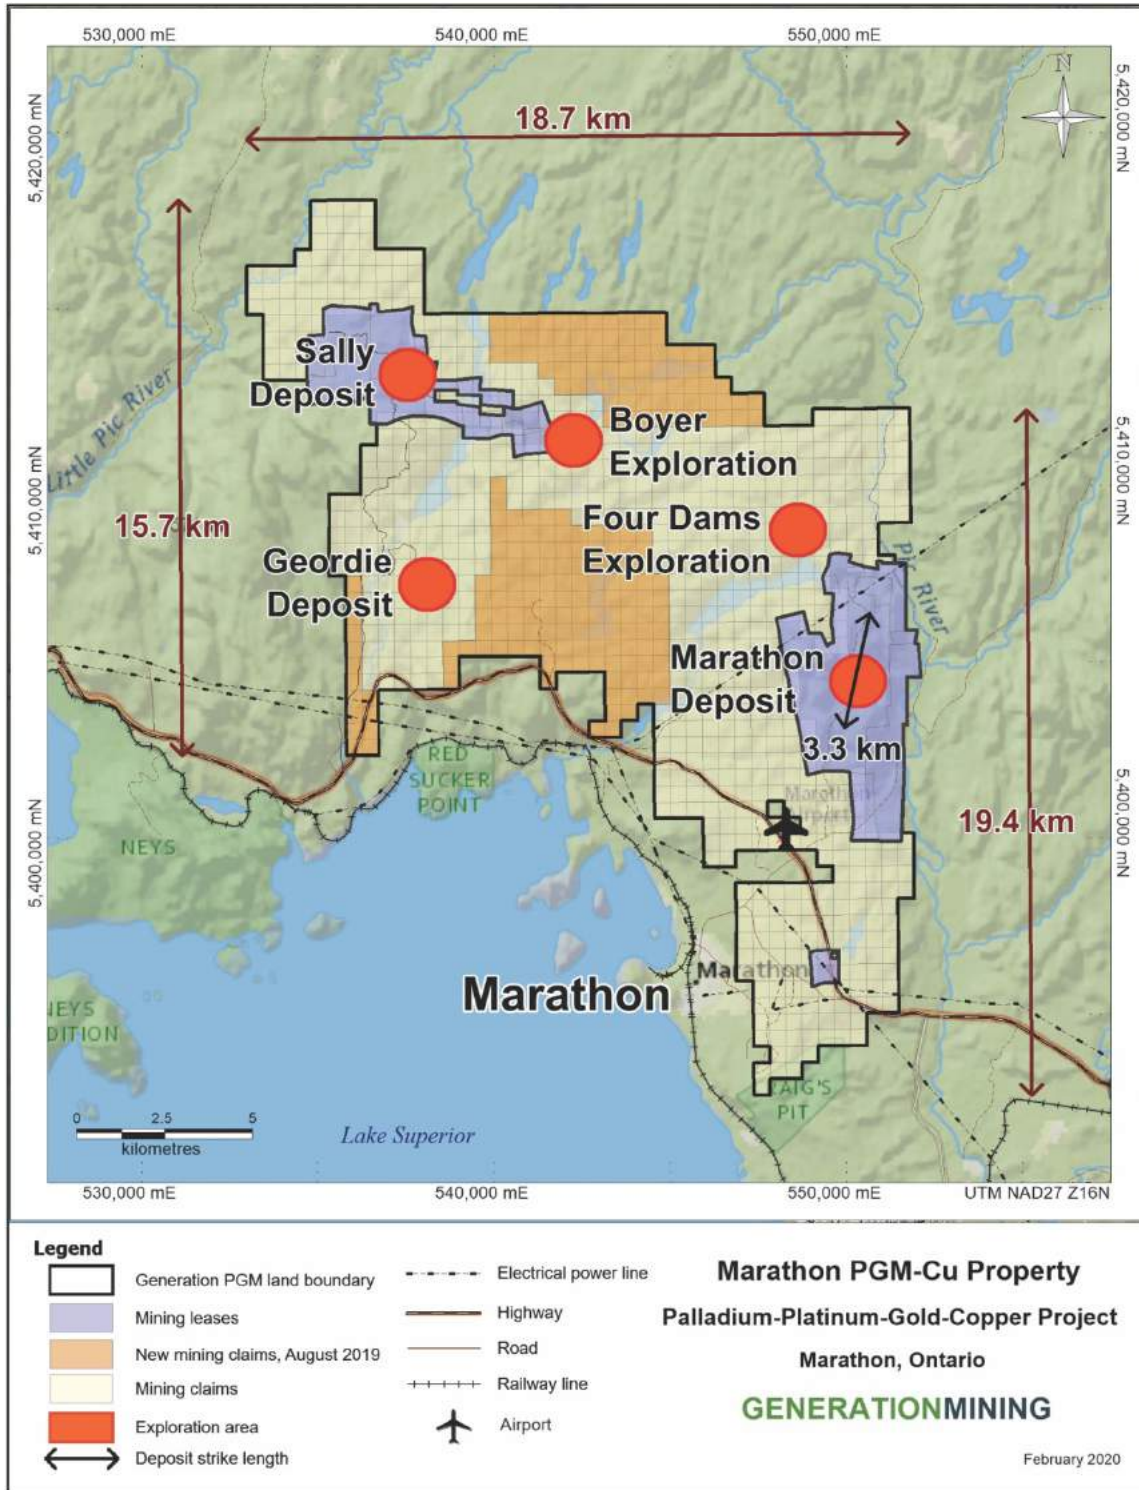 530,000 mE
540,000 mE
550,000 mE
5,420,000 mN
5,420,000 mN
N
18.7 km
Sally
Deposit
Boyer
Exploration
Little Pic River
5,410,000 mN
5,410,000 mN
15.7 km
Four Dams
Exploration
Geordie
Deposit
Pic River
Marathon
Deposit
3.3 km
RED
SUCKER
POINT
Marathon
Airport
19.4 km
5,400,000 mN
5,400,000 mN
NEYS
Marathon
Marathon
NEYS
DITION
RAIG'S
PIT
0 2.5 5
kilometres
Lake Superior
530,000 mE
540,000 mE
550,000 mE
UTM NAD27 Z16N
Legend
Generation PGM land boundary
Mining leases
New mining claims, August 2019
Mining claims
Exploration area
Deposit strike length
Electrical power line
Highway
Road
Railway line
Airport
Marathon PGM-Cu Property
Palladium-Platinum-Gold-Copper Project
Marathon, Ontario
GENERATIONMINING
February 2020